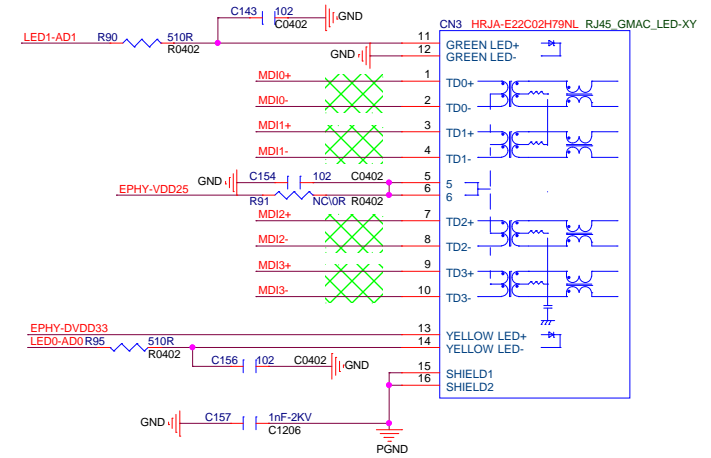 C143 102 C0402 GND
CN3 HRJA-E22C02H79NL RJ45_GMAC_LED-XY
LED1-AD1 R90 510R R0402
11 GREEN LED+
GND 12 GREEN LED-
MDI0+ 1 TD0+
MDI0- 2 TD0-
MDI1+ 3 TD1+
MDI1- 4 TD1-
GND C154 102 C0402 5 5
EPHY-VDD25 R91 NC\0R R0402 6 6
MDI2+ 7 TD2+
MDI2- 8 TD2-
MDI3+ 9 TD3+
MDI3- 10 TD3-
EPHY-DVDD33 13 YELLOW LED+
LED0-AD0 R95 510R R0402 14 YELLOW LED-
C156 102 C0402 GND
15 SHIELD1
16 SHIELD2
GND C157 1nF-2KV C1206
PGND